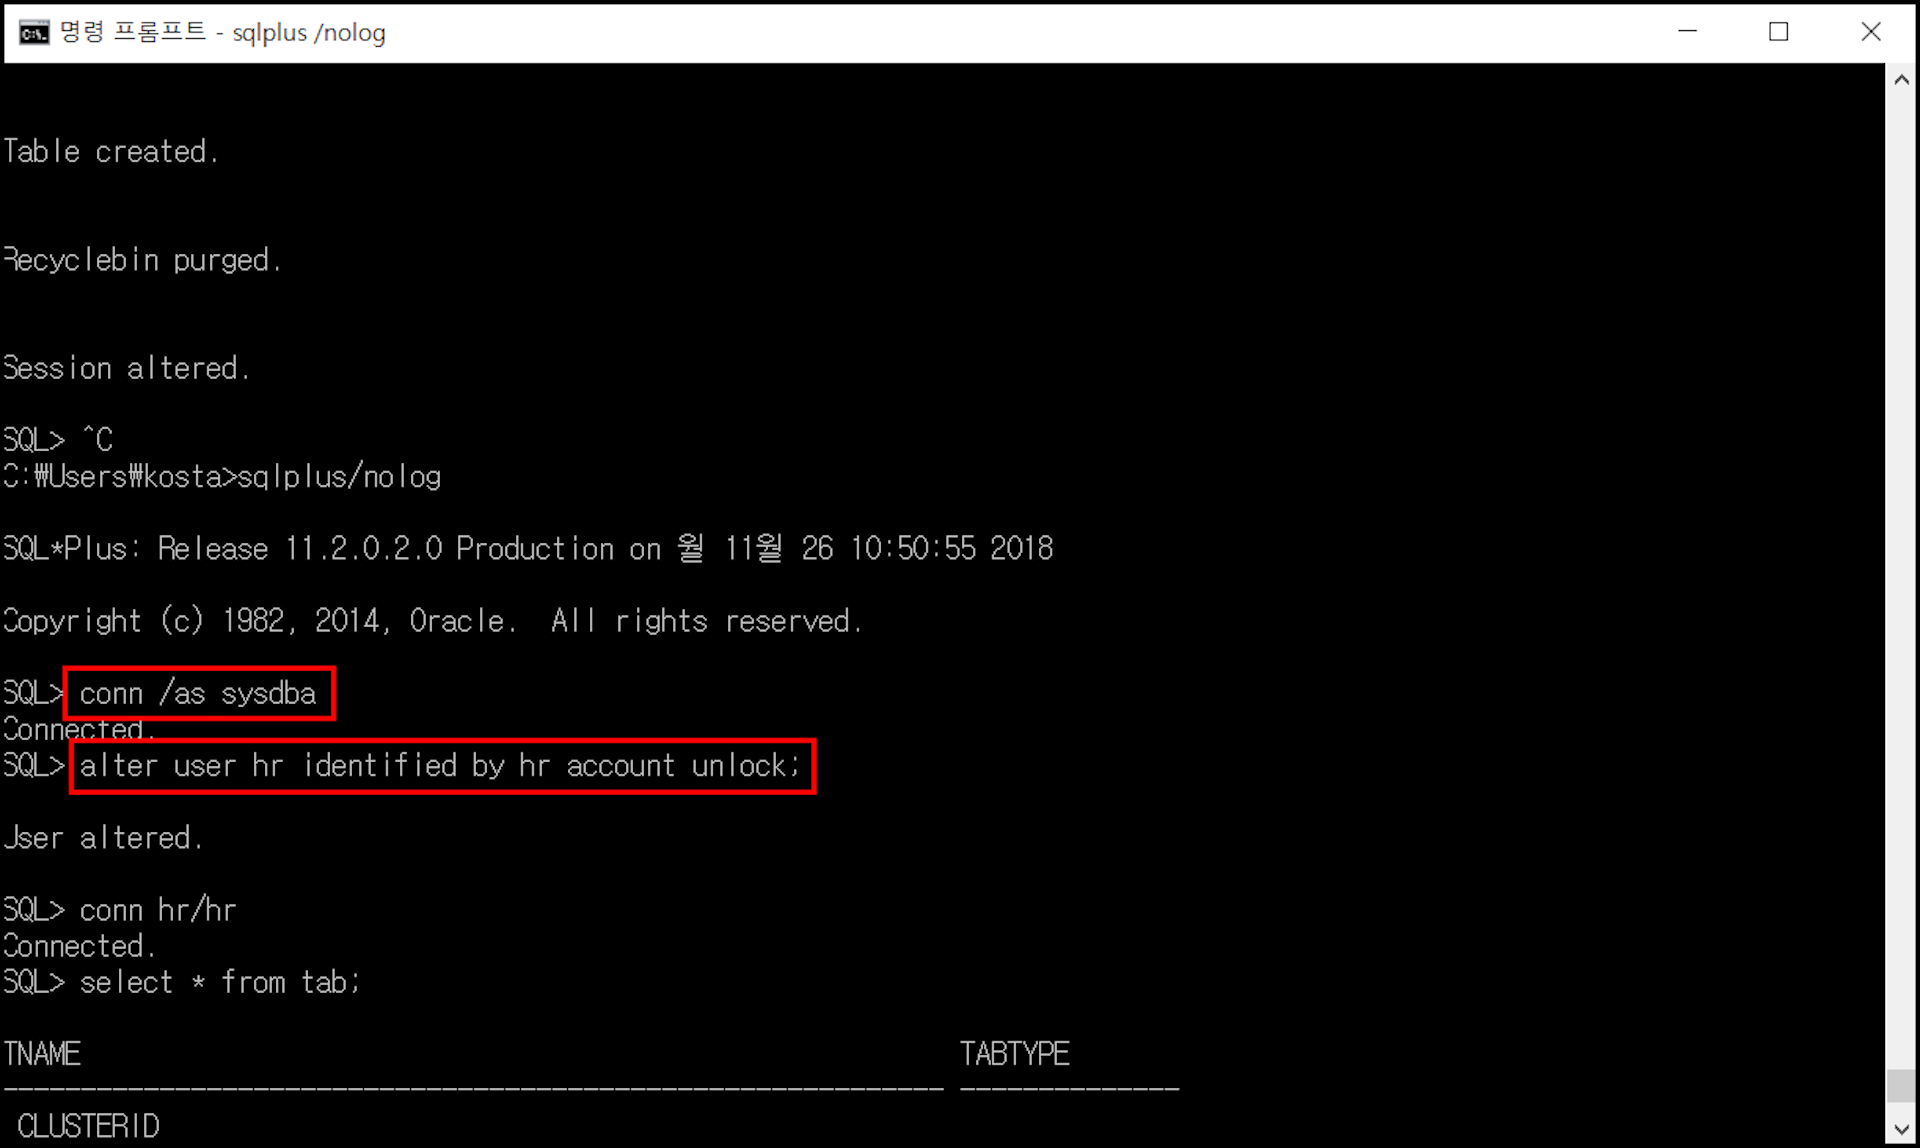 명령 프롬프트 - sqlplus /nolog
Table created.
Recyclebin purged.
Session altered.
SQL> ^C
C:₩Users₩kosta>sqlplus/nolog
SQL*Plus: Release 11.2.0.2.0 Production on 월 11월 26 10:50:55 2018
Copyright (c) 1982, 2014, Oracle.  All rights reserved.
SQL> conn /as sysdba
Connected.
SQL> alter user hr identified by hr account unlock;
User altered.
SQL> conn hr/hr
Connected.
SQL> select * from tab;
TNAME TABTYPE
------------------------------------------------------------ --------------
CLUSTERID